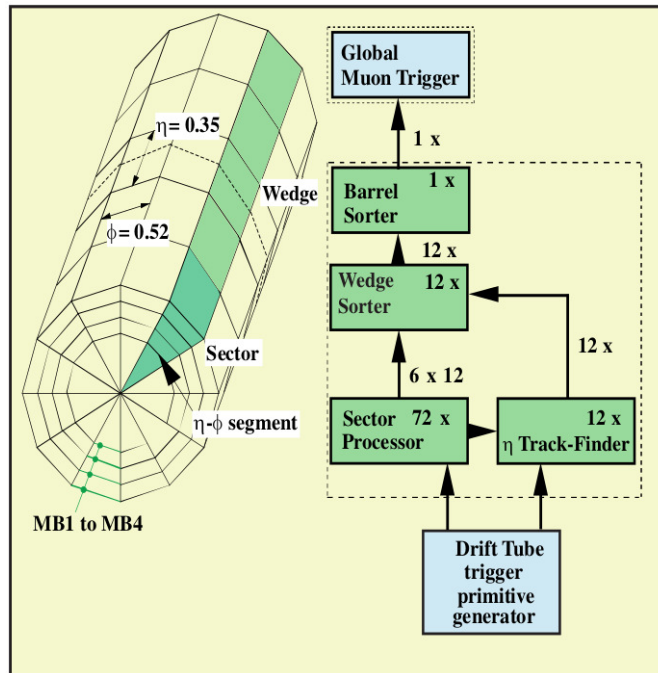 Global
Muon Trigger
1 x
η= 0.35
Wedge
1 x
Barrel
Sorter
ϕ= 0.52
12 x
Wedge
12 x
Sorter
Sector
12 x
6 x 12
η-ϕ segment
Sector
72 x
Processor
12 x
η Track-Finder
MB1 to MB4
Drift Tube
trigger
primitive
generator